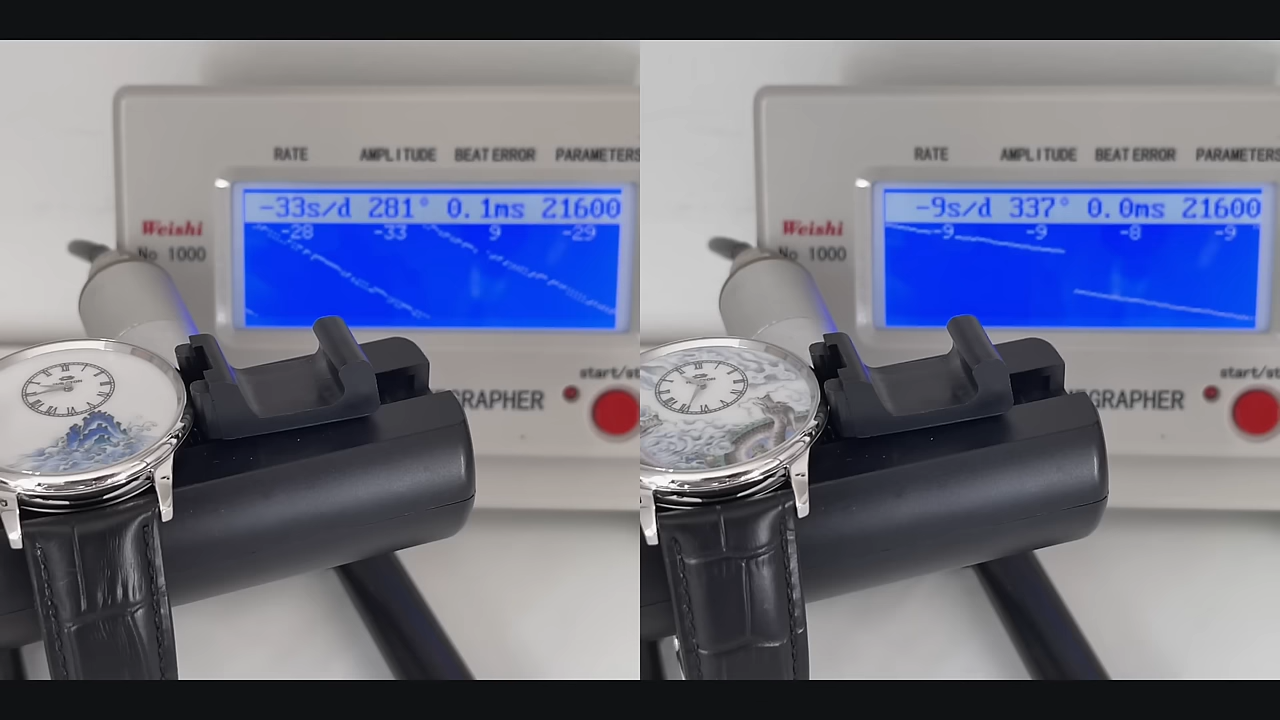 RATE AMPLITUDE BEAT ERROR PARAMETERS
-33s/d 281° 0.1ms 21600
-28 -33 9 -29
Weishi
No 1000
start/st
GRAPHER
RATE AMPLITUDE BEAT ERROR PARAMETERS
-9s/d 337° 0.0ms 21600
-9 -9 -8 -9
Weishi
No 1000
start/st
EGRAPHER